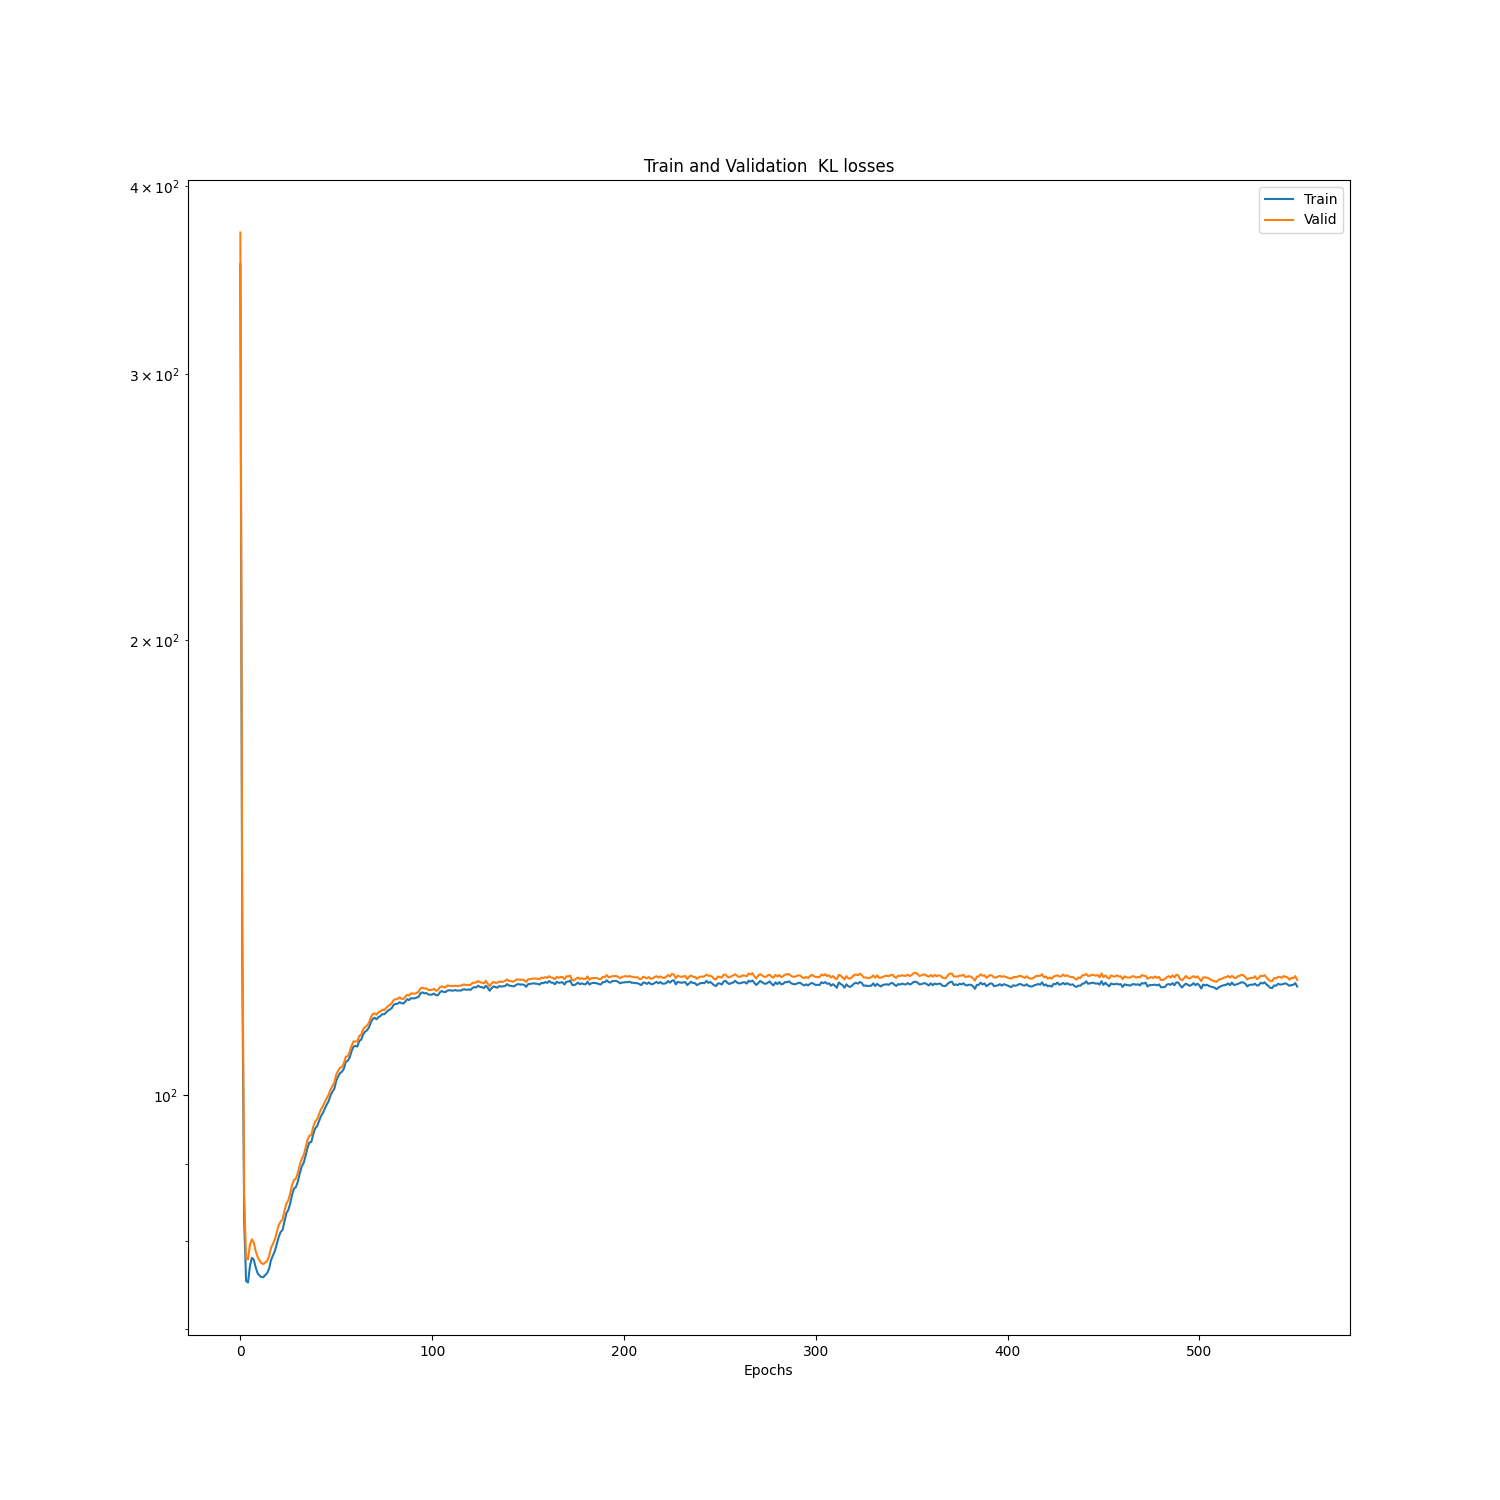 Train and Validation  KL losses
4 × 10²
3 × 10²
2 × 10²
10²
Train
Valid
0 100 200 300 400 500
Epochs